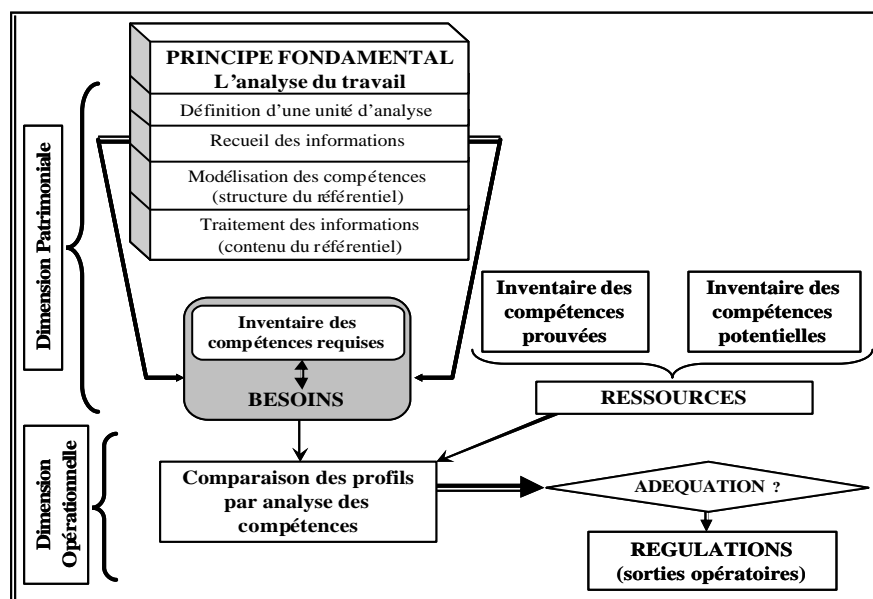 PRINCIPE FONDAMENTAL
L'analyse du travail
Définition d'une unité d'analyse
Recueil des informations
Modélisation des compétences
(structure du référentiel)
Traitement des informations
(contenu du référentiel)
Dimension Patrimoniale
Inventaire des
compétences
prouvées
Inventaire des
compétences
potentielles
Inventaire des
compétences requises
BESOINS
RESSOURCES
Dimension
Opérationnelle
Comparaison des profils
par analyse des
compétences
ADEQUATION ?
REGULATIONS
(sorties opératoires)